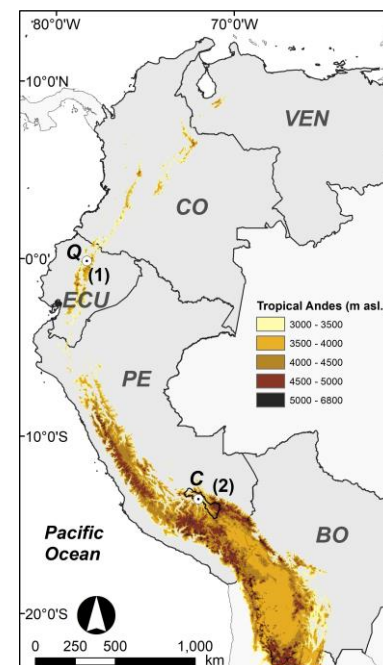 80°0'0"W 70°0'0"W
10°0'N
VEN
CO
0°0'
Q
(1)
ECU
Tropical Andes (m asl.)
3000 - 3500
3500 - 4000
4000 - 4500
4500 - 5000
5000 - 6800
PE
10°0'S
C (2)
BO
Pacific
Ocean
20°0'S
0 250 500 1,000
km